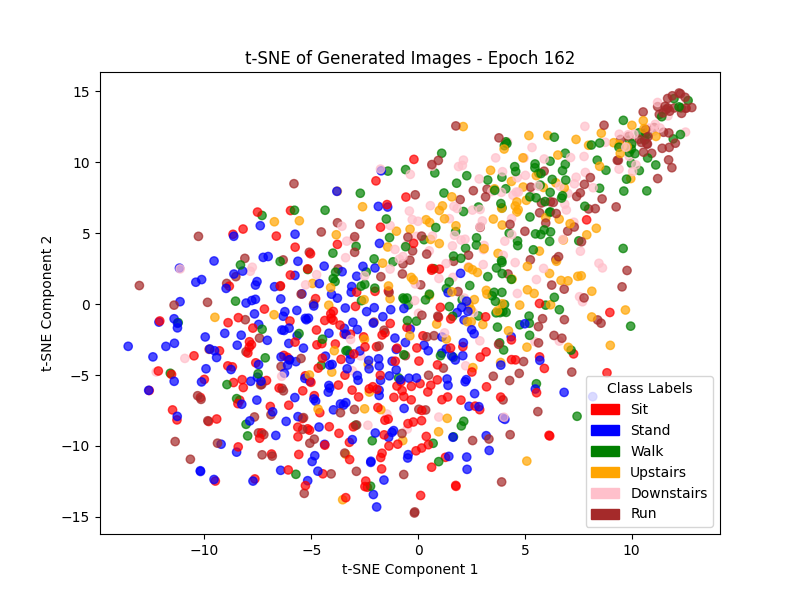 t-SNE of Generated Images - Epoch 162
15
10
5
0
−5
−10
−15
t-SNE Component 2
−10
−5
0
5
10
t-SNE Component 1
Class Labels
Sit
Stand
Walk
Upstairs
Downstairs
Run